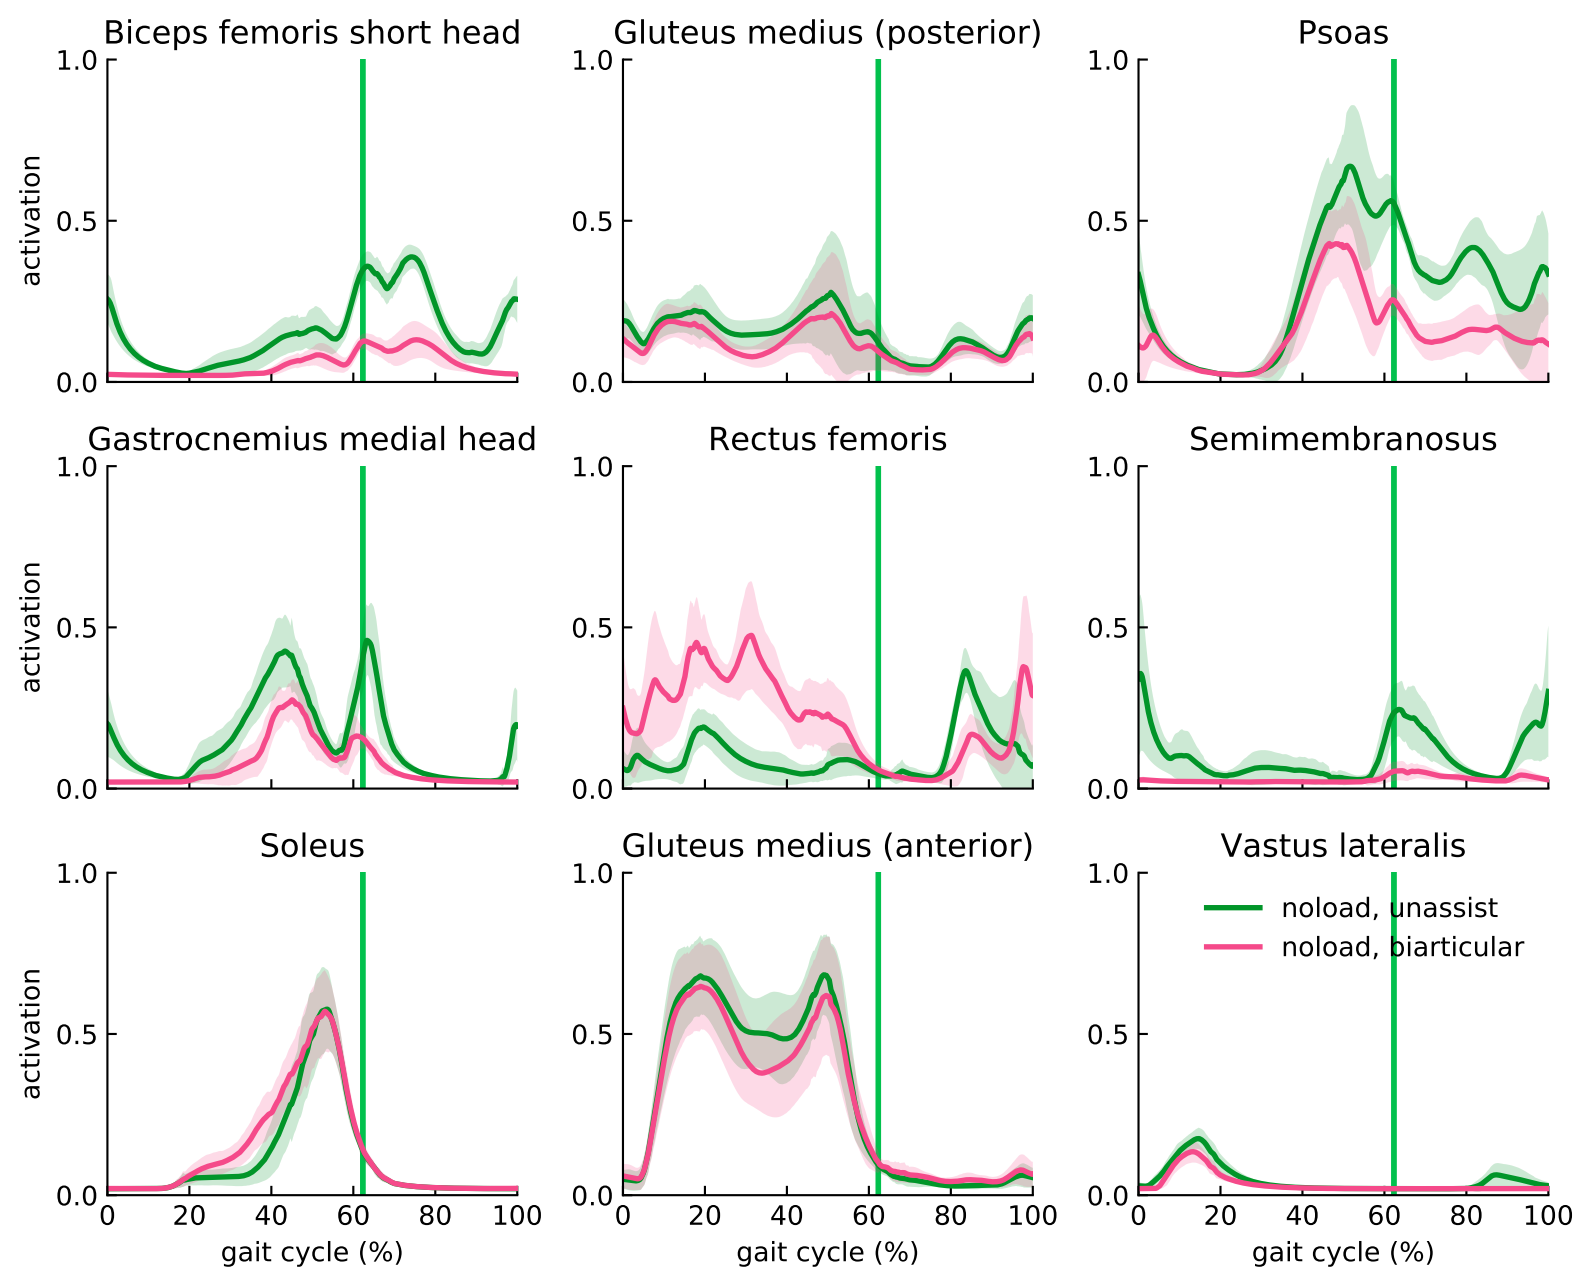 Biceps femoris short head
Gluteus medius (posterior)
Psoas
1.0
0.5
0.0
activation
1.0
0.5
0.0
1.0
0.5
0.0
Gastrocnemius medial head
Rectus femoris
Semimembranosus
1.0
0.5
0.0
activation
1.0
0.5
0.0
1.0
0.5
0.0
Soleus
Gluteus medius (anterior)
Vastus lateralis
1.0
0.5
0.0
activation
1.0
0.5
0.0
1.0
0.5
0.0
noload, unassist
noload, biarticular
0 20 40 60 80 100
0 20 40 60 80 100
0 20 40 60 80 100
gait cycle (%)
gait cycle (%)
gait cycle (%)